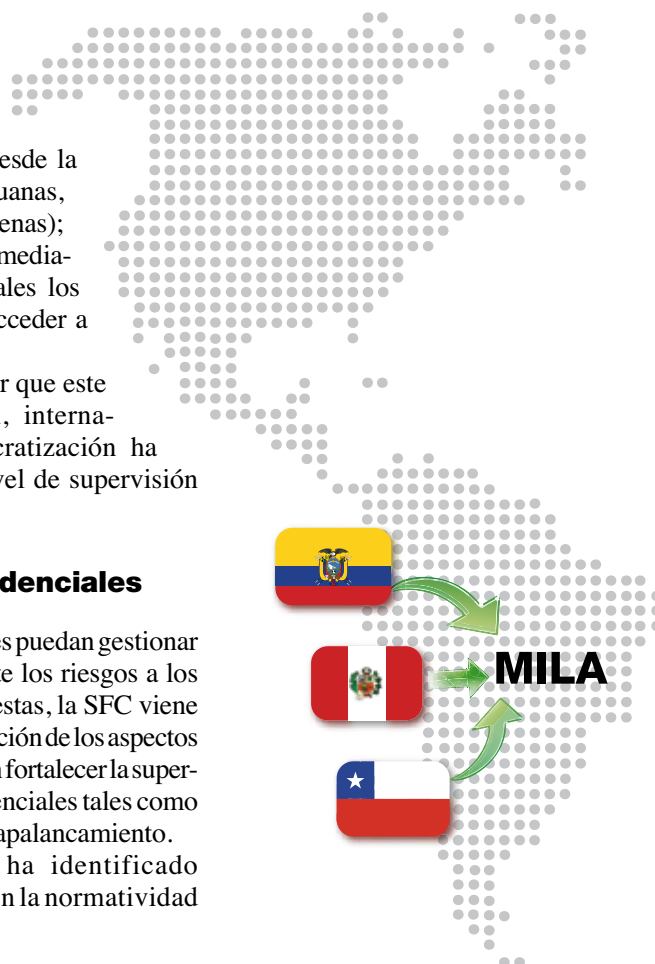 esde la
uanas,
enas);
media-
ales los
cceder a
r que este
, interna-
cratización ha
vel de supervisión
denciales
es puedan gestionar
te los riesgos a los
estas, la SFC viene
ción de los aspectos
n fortalecer la super-
enciales tales como
apalancamiento.
ha identificado
n la normatividad
MILA